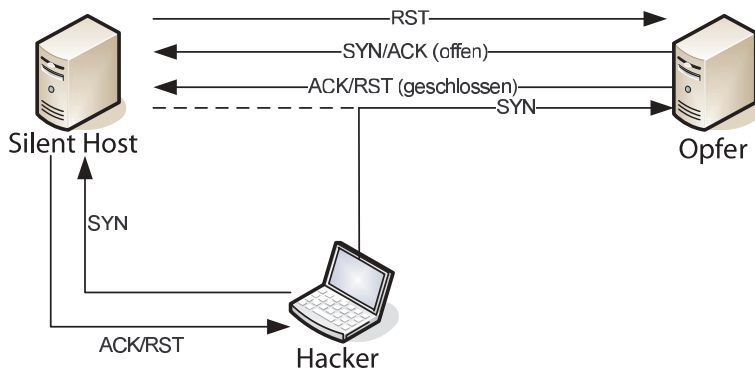 RST
SYN/ACK (offen)
ACK/RST (geschlossen)
SYN
Silent Host
Opfer
SYN
ACK/RST
Hacker